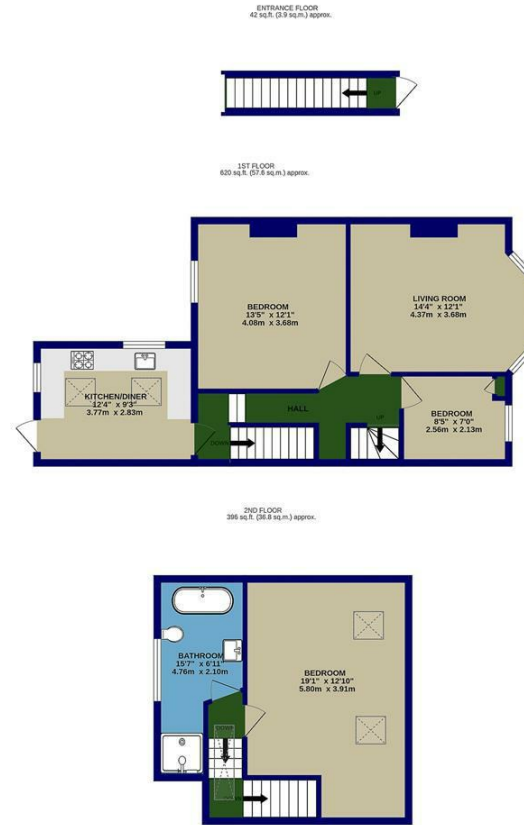 ENTRANCE FLOOR
42 sq.ft. (3.9 sq.m.) approx.
UP
1ST FLOOR
620 sq.ft. (57.6 sq.m.) approx.
BEDROOM
13'5" x 12'1"
4.08m x 3.68m
LIVING ROOM
14'4" x 12'1"
4.37m x 3.68m
KITCHEN/DINER
12'4" x 9'3"
3.77m x 2.83m
HALL
UP
BEDROOM
8'5" x 7'0"
2.56m x 2.13m
DOWN
2ND FLOOR
396 sq.ft. (36.8 sq.m.) approx.
BATHROOM
15'7" x 6'11"
4.76m x 2.10m
BEDROOM
19'1" x 12'10"
5.80m x 3.91m